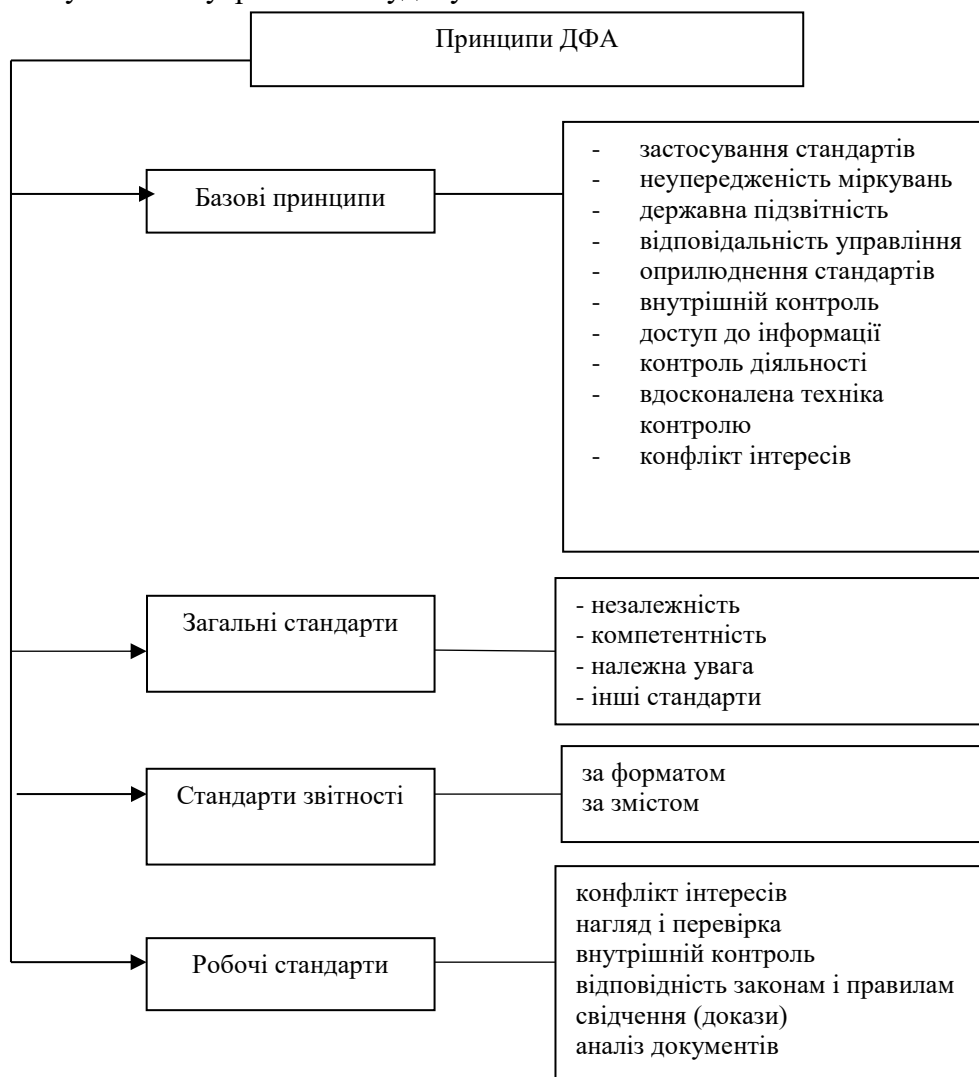 Принципи ДФА
Базові принципи
- застосування стандартів
- неупередженість міркувань
- державна підзвітність
- відповідальність управління
- оприлюднення стандартів
- внутрішній контроль
- доступ до інформації
- контроль діяльності
- вдосконалена техніка
контролю
- конфлікт інтересів
Загальні стандарти
- незалежність
- компетентність
- належна увага
- інші стандарти
Стандарти звітності
за форматом
за змістом
Робочі стандарти
конфлікт інтересів
нагляд і перевірка
внутрішній контроль
відповідність законам і правилам
свідчення (докази)
аналіз документів